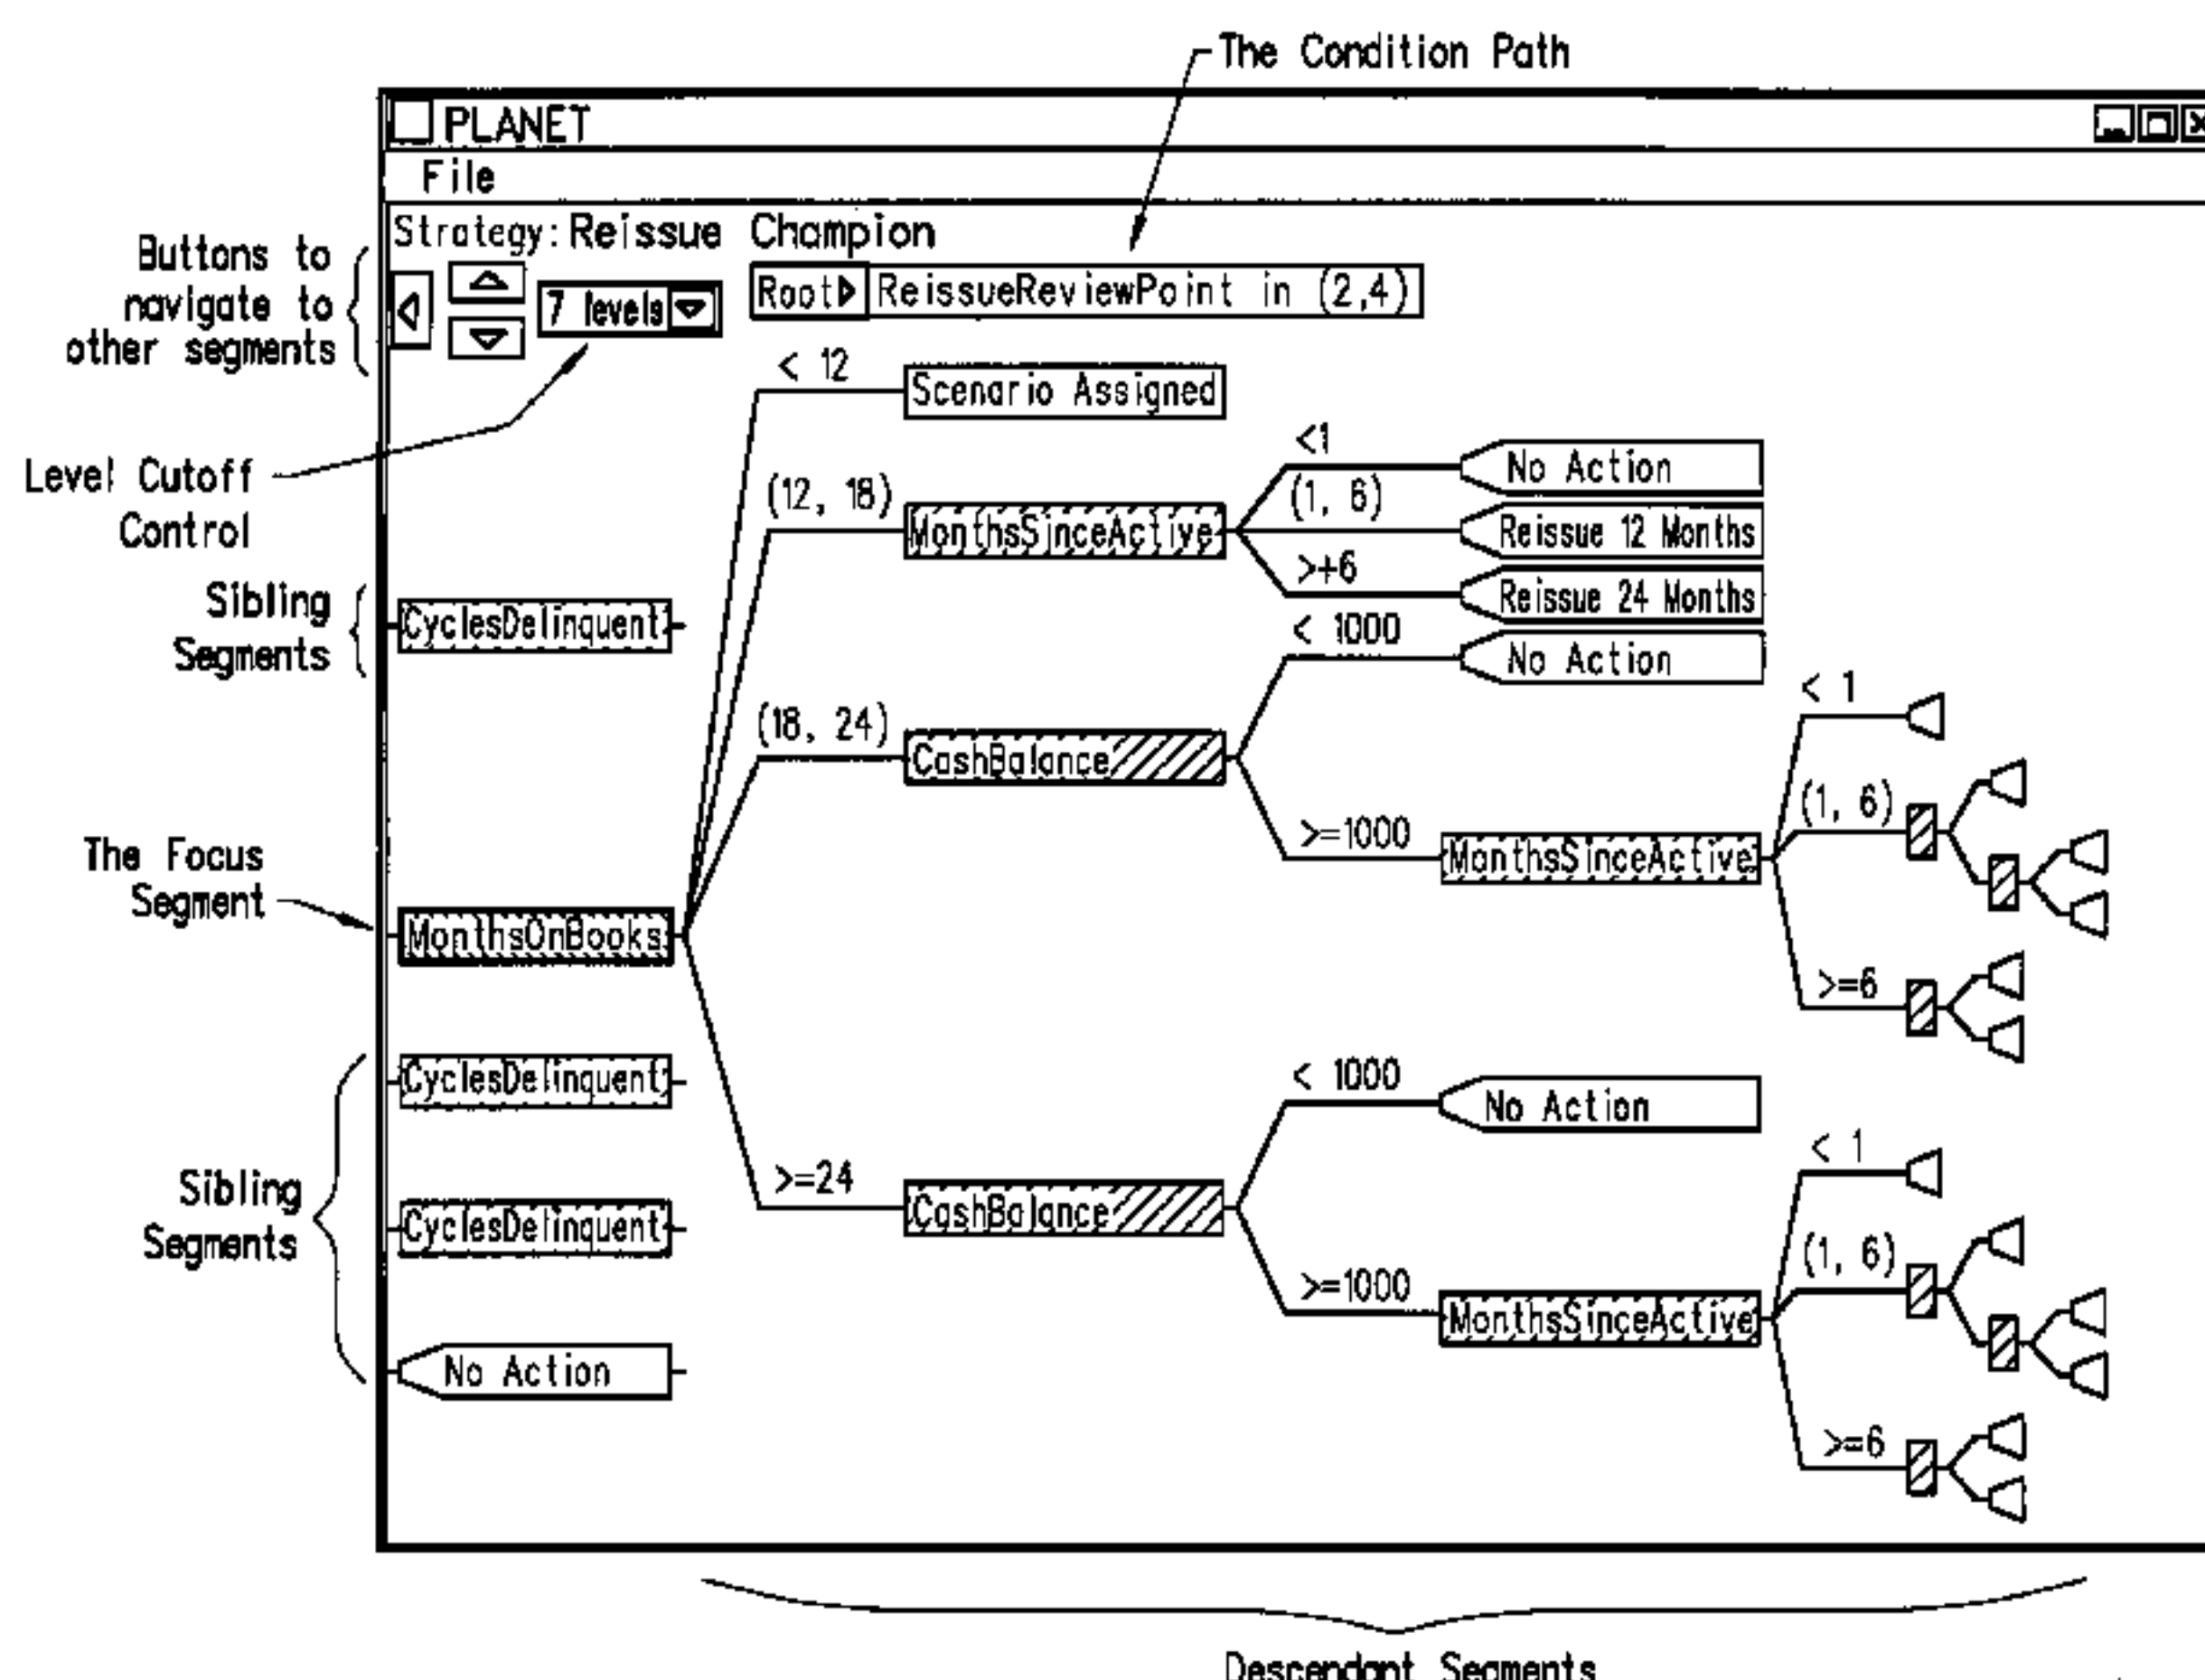 The Condition Path
PLANET
File
Strategy: Reissue Champion
Buttons to
navigate to
other segments
7 levels
Root
ReissueReviewPoint in (2,4)
< 12
Scenario Assigned
<1
No Action
Level Cutoff
Control
(12, 18)
MonthsSinceActive
(1, 6)
Reissue 12 Months
>+6
Reissue 24 Months
Sibling
Segments
CyclesDelinquent
< 1000
No Action
(18, 24)
CashBalance
< 1
(1, 6)
>=1000
MonthsSinceActive
The Focus
Segment
MonthsOnBooks
>=6
CyclesDelinquent
< 1000
No Action
< 1
>=24
CashBalance
Sibling
Segments
CyclesDelinquent
(1, 6)
>=1000
MonthsSinceActive
No Action
>=6
Descendant Segments